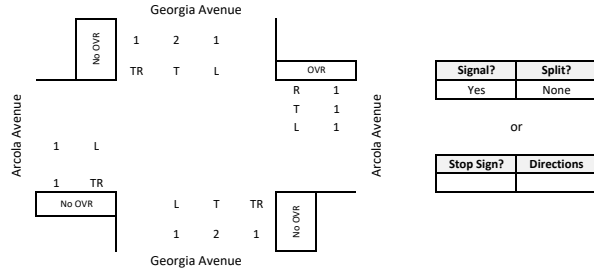 Georgia Avenue
No OVR
1 2 1
TR T L
OVR
R 1
T 1
L 1
Arcola Avenue
1 L
1 TR
No OVR
Arcola Avenue
L T TR
1 2 1
No OVR
Georgia Avenue
Signal? Split?
Yes None
or
Stop Sign? Directions